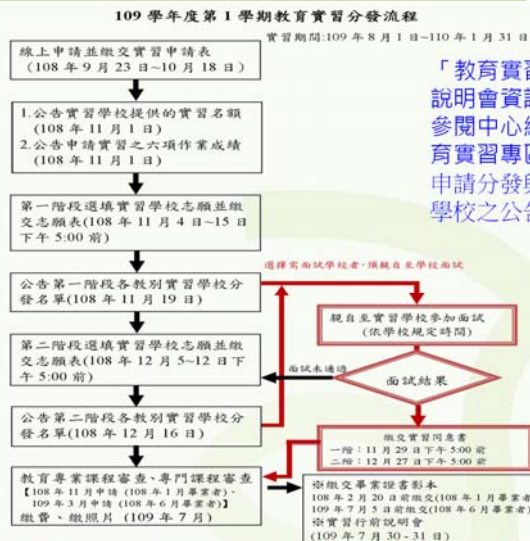 109 學年度第 1 學期教育實習分發流程
實習期間:109 年 8 月 1 日~110 年 1 月 31 日
線上申請並繳交實習申請表
(108 年 9 月 23 日~10 月 18 日)
1.公告實習學校提供的實習名額
(108 年 11 月 1 日)
2.公告申請實習之六項作業成績
(108 年 11 月 1 日)
第一階段選填實習學校志願並繳
交志願表(108 年 11 月 4 日~15 日
下午 5:00 前)
公告第一階段各教別實習學校分
發名單(108 年 11 月 19 日)
第二階段選填實習學校志願並繳
交志願表(108 年 12 月 5~12 日下
午 5:00 前)
公告第二階段各教別實習學校分
發名單(108 年 12 月 16 日)
教育專業課程審查、專門課程審查
【108 年 11 月申請 (108 年 1 月畢業者)、
109 年 3 月申請 (108 年 6 月畢業者)】
繳費、繳照片 (109 年 7 月)
「教育實習
說明會資訊
參閱中心網
育實習專區
申請分發與
學校之公告
選擇需面試學校者，須親自至學校面試
親自至實習學校參加面試
(依學校規定時間)
面試未通過
面試結果
繳交實習同意書
一階：11 月 29 日下午 5:00 前
二階：12 月 27 日下午 5:00 前
※繳交畢業證書影本
108 年 2 月 20 日前繳交(108 年 1 月畢業者
109 年 7 月 5 日前繳交(108 年 6 月畢業者)
※實習行前說明會
(109 年 7 月 30 - 31 日)